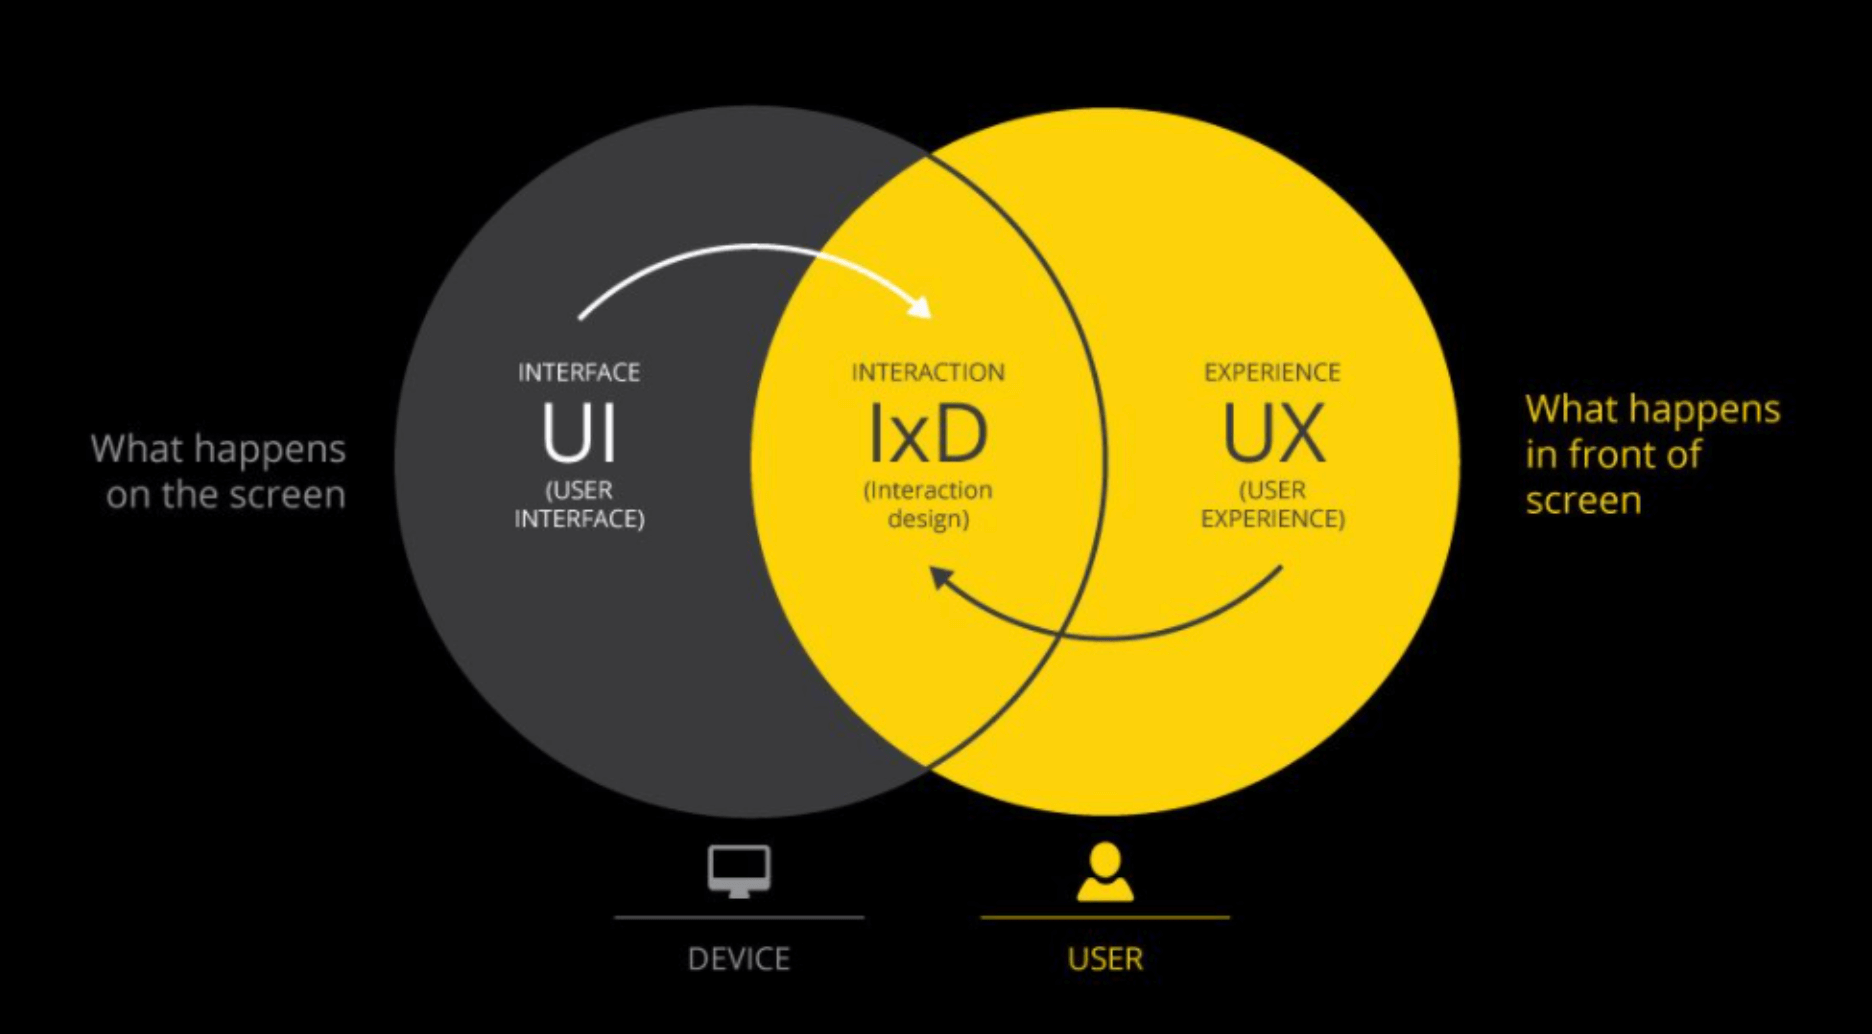 What happens
on the screen
INTERFACE
UI
(USER
INTERFACE)
INTERACTION
IxD
(Interaction
design)
EXPERIENCE
UX
(USER
EXPERIENCE)
What happens
in front of
screen
DEVICE
USER